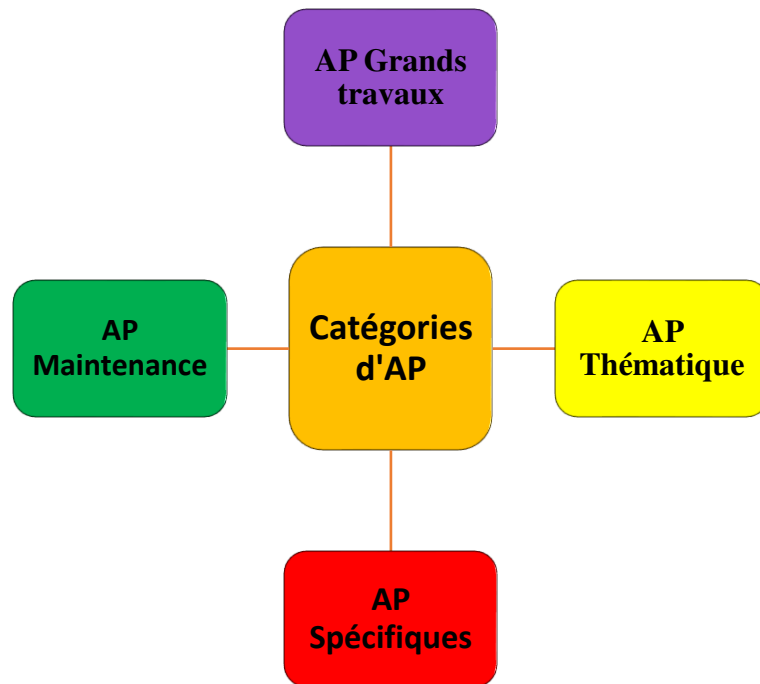 AP Grands
travaux
AP
Maintenance
Catégories
d'AP
AP
Thématique
AP
Spécifiques